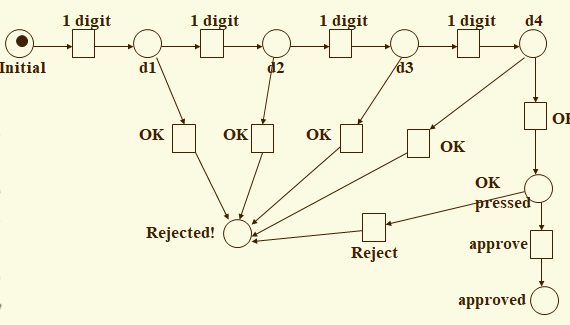 1 digit 1 digit 1 digit 1 digit d4
Initial d1 d2 d3
OK OK OK OK
OK
pressed
Rejected!
Reject
approve
approved